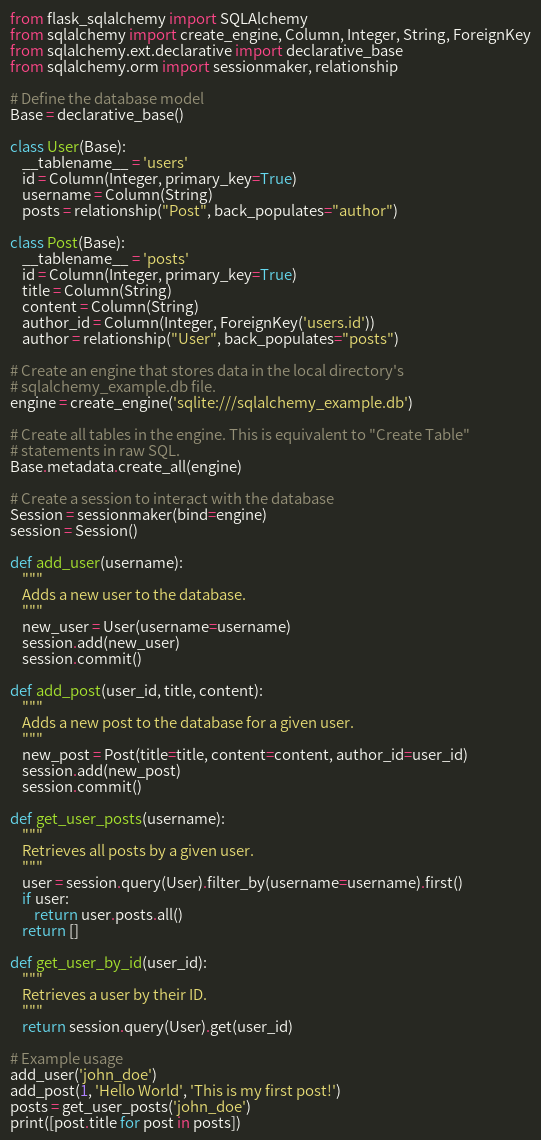 from flask_sqlalchemy import SQLAlchemy
from sqlalchemy import create_engine, Column, Integer, String, ForeignKey
from sqlalchemy.ext.declarative import declarative_base
from sqlalchemy.orm import sessionmaker, relationship

# Define the database model
Base = declarative_base()

class User(Base):
    __tablename__ = 'users'
    id = Column(Integer, primary_key=True)
    username = Column(String)
    posts = relationship("Post", back_populates="author")

class Post(Base):
    __tablename__ = 'posts'
    id = Column(Integer, primary_key=True)
    title = Column(String)
    content = Column(String)
    author_id = Column(Integer, ForeignKey('users.id'))
    author = relationship("User", back_populates="posts")

# Create an engine that stores data in the local directory's
# sqlalchemy_example.db file.
engine = create_engine('sqlite:///sqlalchemy_example.db')

# Create all tables in the engine. This is equivalent to "Create Table"
# statements in raw SQL.
Base.metadata.create_all(engine)

# Create a session to interact with the database
Session = sessionmaker(bind=engine)
session = Session()

def add_user(username):
    """
    Adds a new user to the database.
    """
    new_user = User(username=username)
    session.add(new_user)
    session.commit()

def add_post(user_id, title, content):
    """
    Adds a new post to the database for a given user.
    """
    new_post = Post(title=title, content=content, author_id=user_id)
    session.add(new_post)
    session.commit()

def get_user_posts(username):
    """
    Retrieves all posts by a given user.
    """
    user = session.query(User).filter_by(username=username).first()
    if user:
        return user.posts.all()
    return []

def get_user_by_id(user_id):
    """
    Retrieves a user by their ID.
    """
    return session.query(User).get(user_id)

# Example usage
add_user('john_doe')
add_post(1, 'Hello World', 'This is my first post!')
posts = get_user_posts('john_doe')
print([post.title for post in posts])